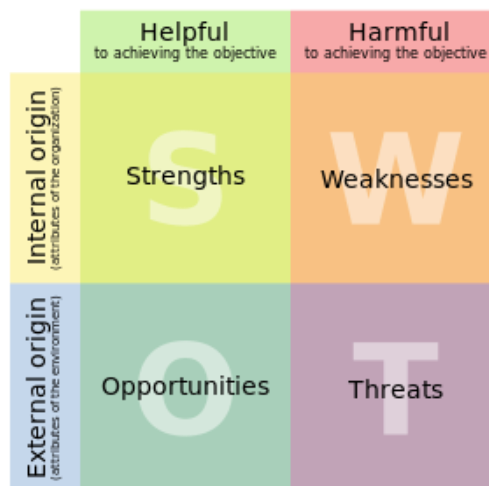 Helpful
to achieving the objective
Harmful
to achieving the objective
Internal origin
(attributes of the organization)
S
Strengths
W
Weaknesses
External origin
(attributes of the environment)
O
Opportunities
T
Threats